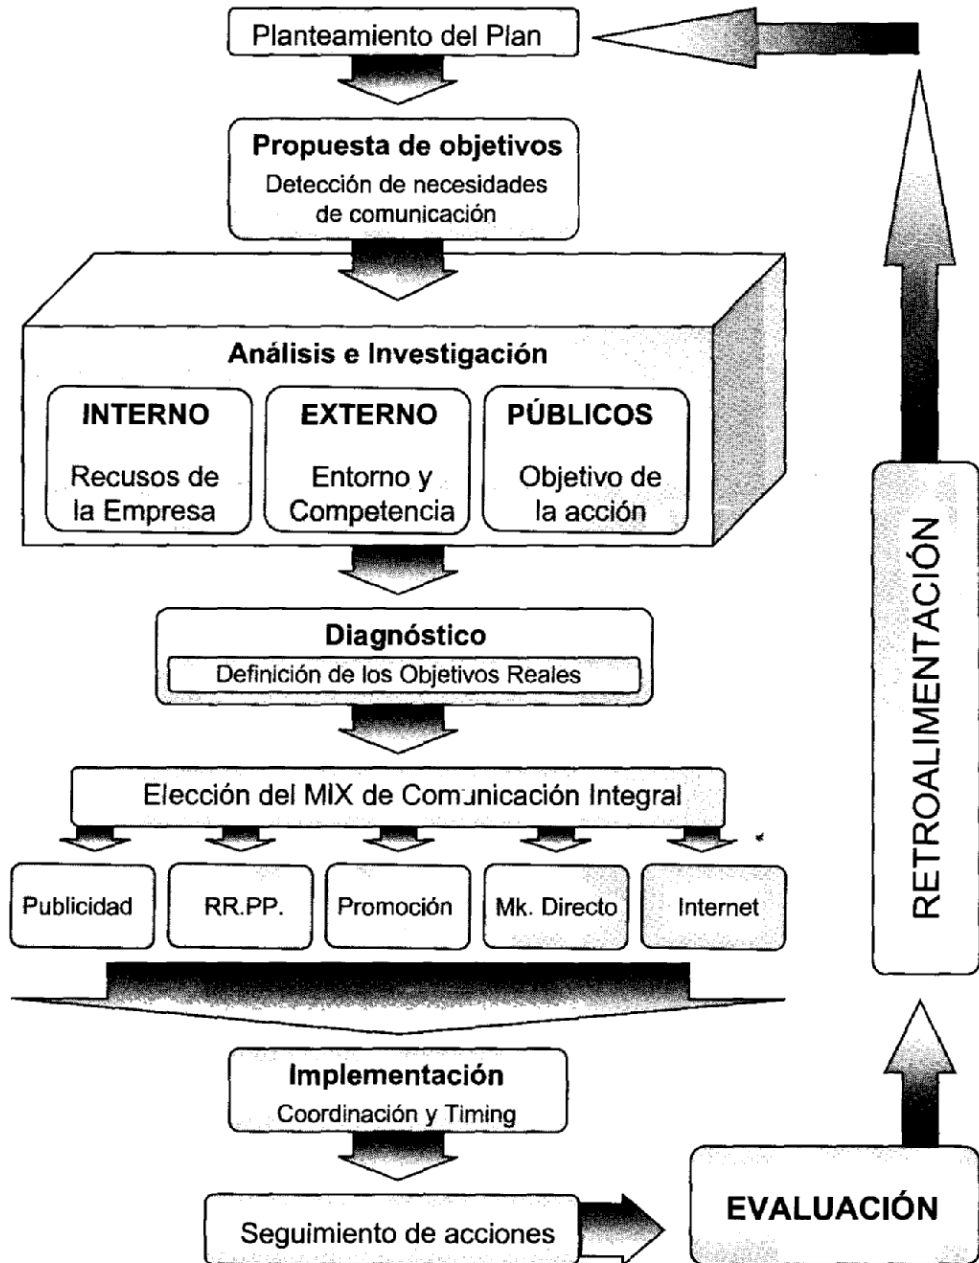 Planteamiento del Plan
Propuesta de objetivos
Detección de necesidades
de comunicación
Análisis e Investigación
INTERNO
Recusos de
la Empresa
EXTERNO
Entorno y
Competencia
PÚBLICOS
Objetivo de
la acción
Diagnóstico
Definición de los Objetivos Reales
Elección del MIX de Comunicación Integral
Publicidad
RR.PP.
Promoción
Mk. Directo
Internet
Implementación
Coordinación y Timing
Seguimiento de acciones
EVALUACIÓN
RETROALIMENTACIÓN